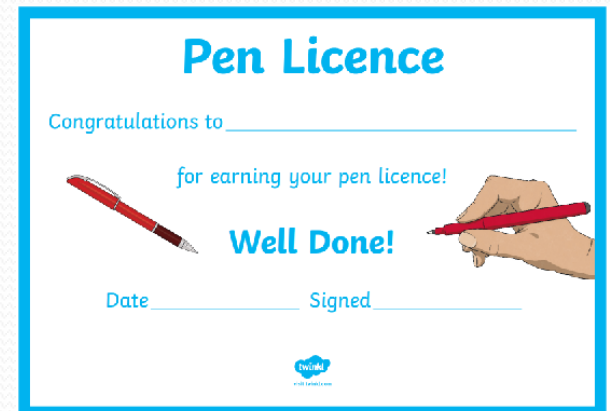 Pen Licence
Congratulations to
for earning your pen licence!
Well Done!
Date Signed
twinkl